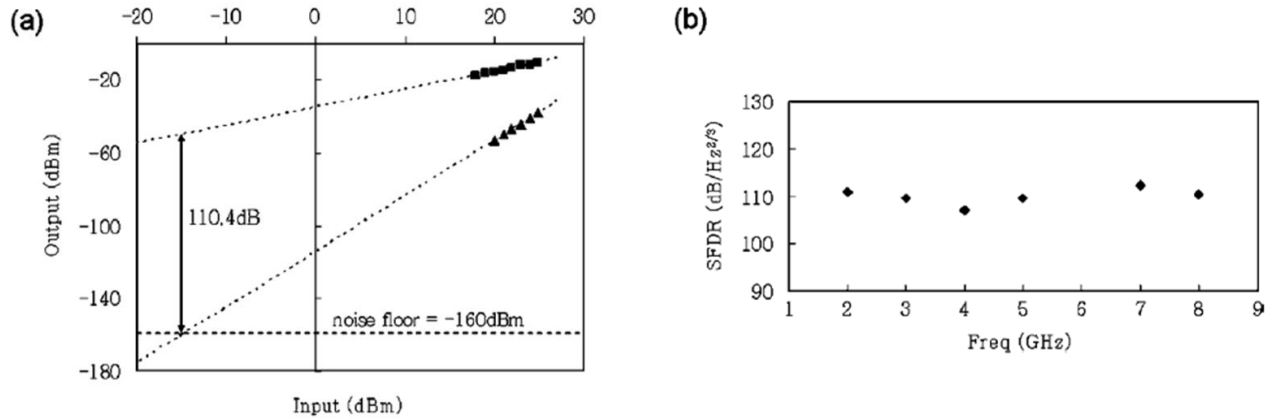 (a)
-20 -10 0 10 20 30
-20
-60
-100
-140
-180
Output (dBm)
110.4dB
noise floor = -160dBm
Input (dBm)
(b)
130
120
110
100
90
SFDR (dB/Hz^2/3)
1 2 3 4 5 6 7 8 9
Freq (GHz)